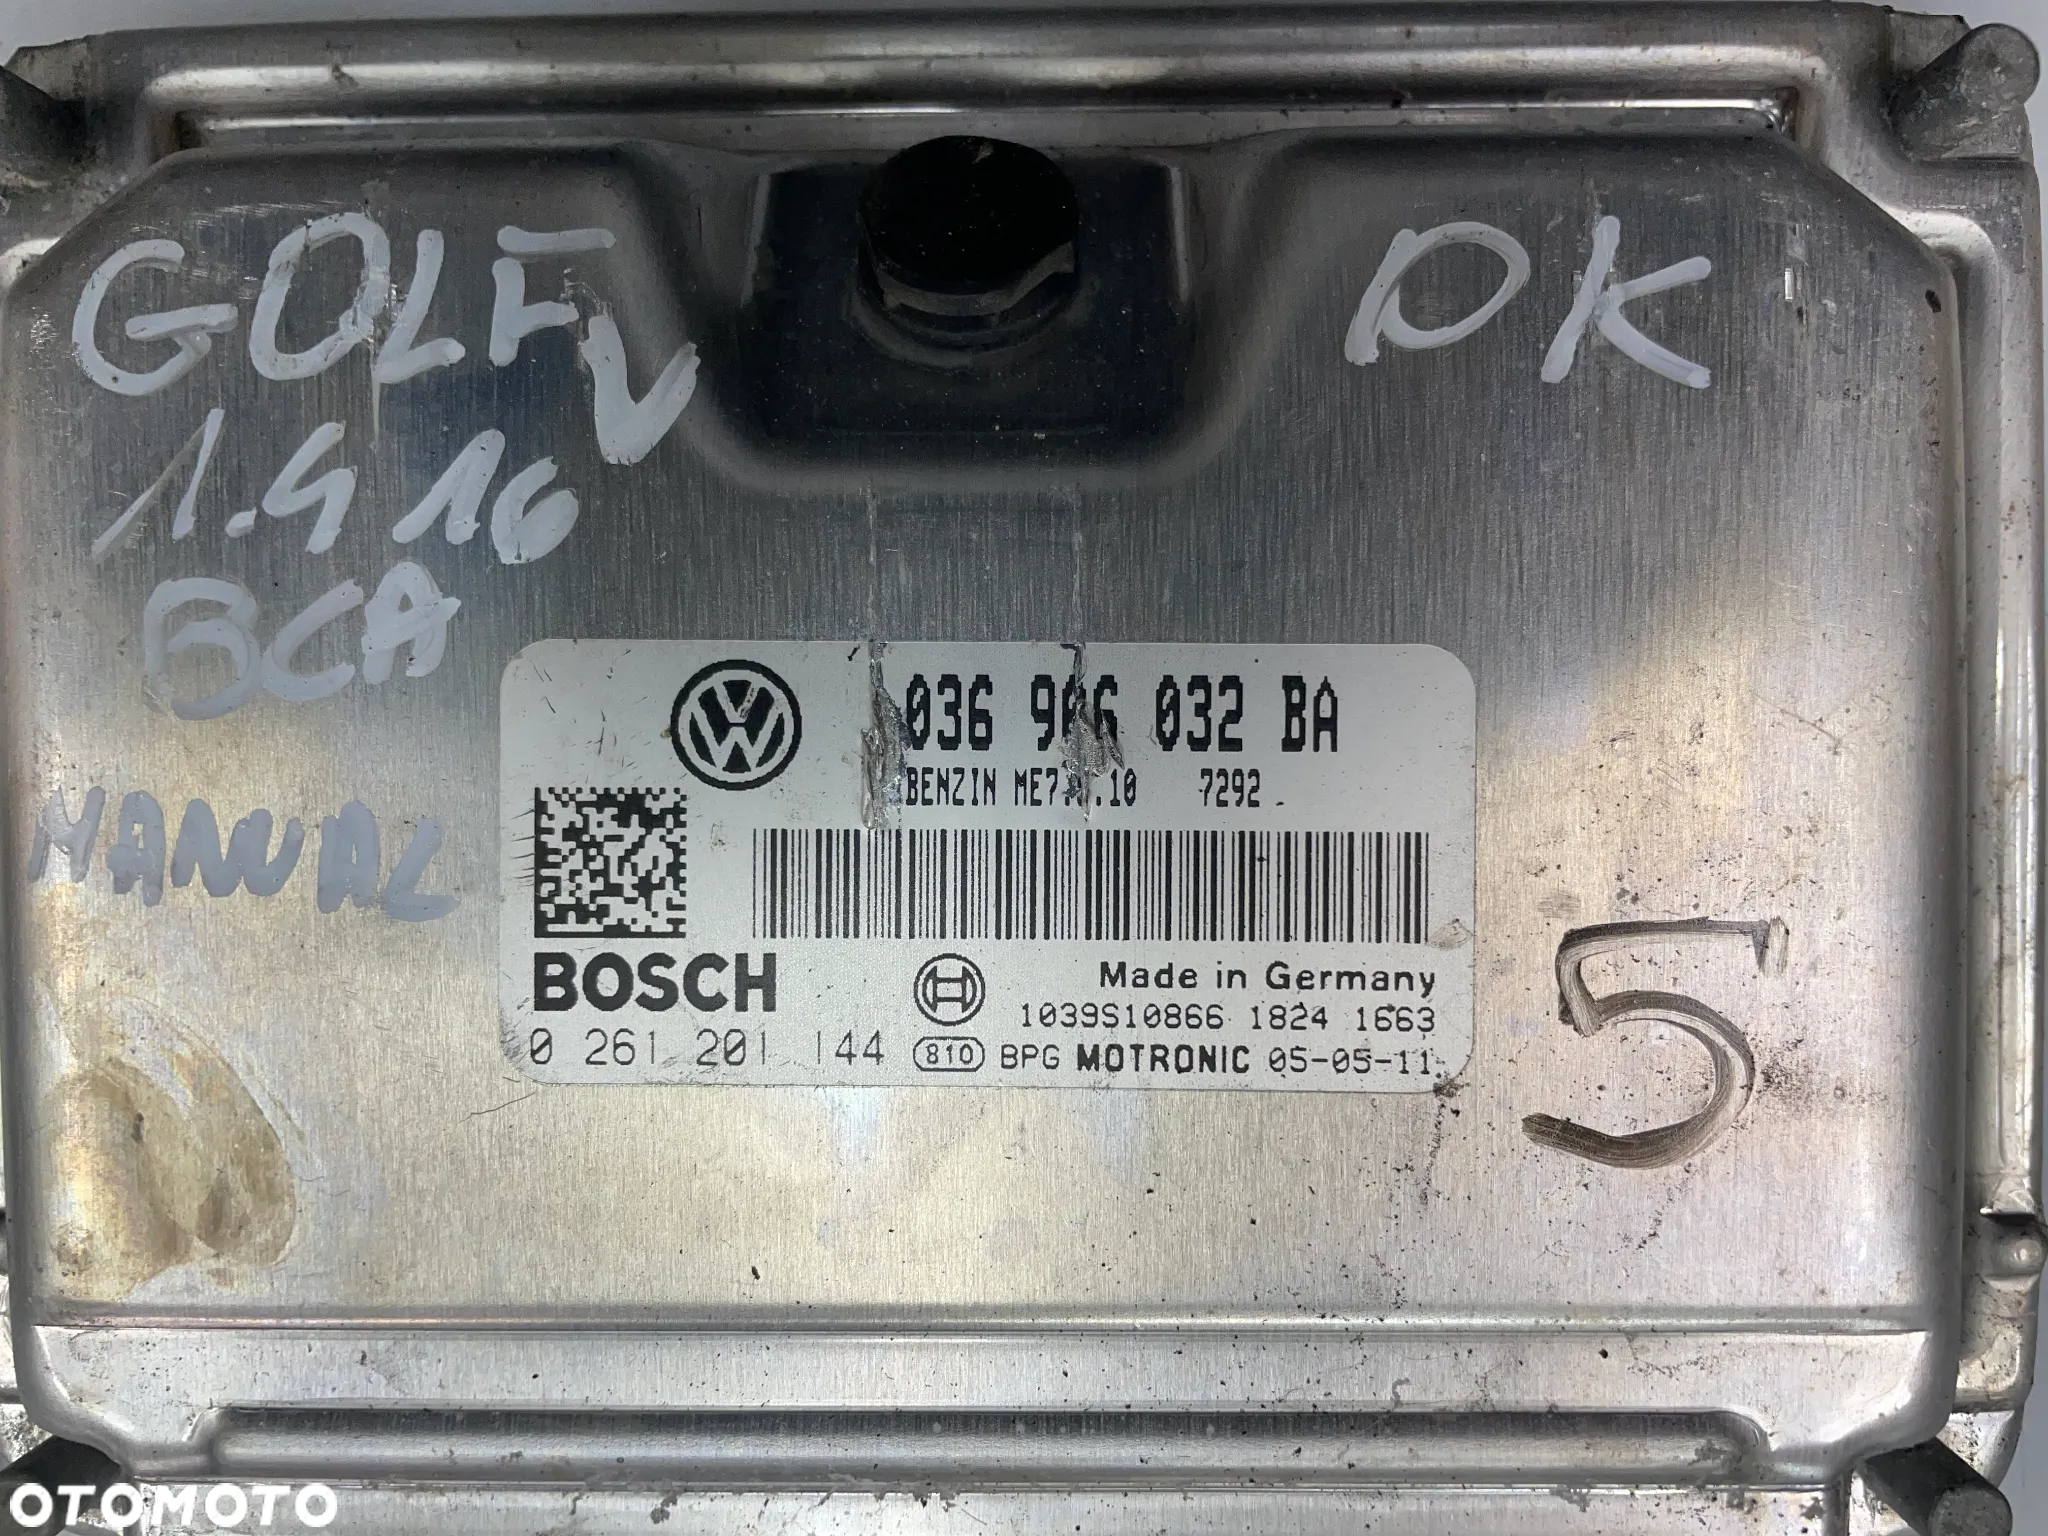 GOLF V
OK
1.4 16
BCA
MANUAL
036 906 032 BA
BENZIN ME7. .10 7292
BOSCH
Made in Germany
1039S10866 1824 1663
0 261 201 144
810 BPG MOTRONIC 05-05-11
5
OTOMOTO